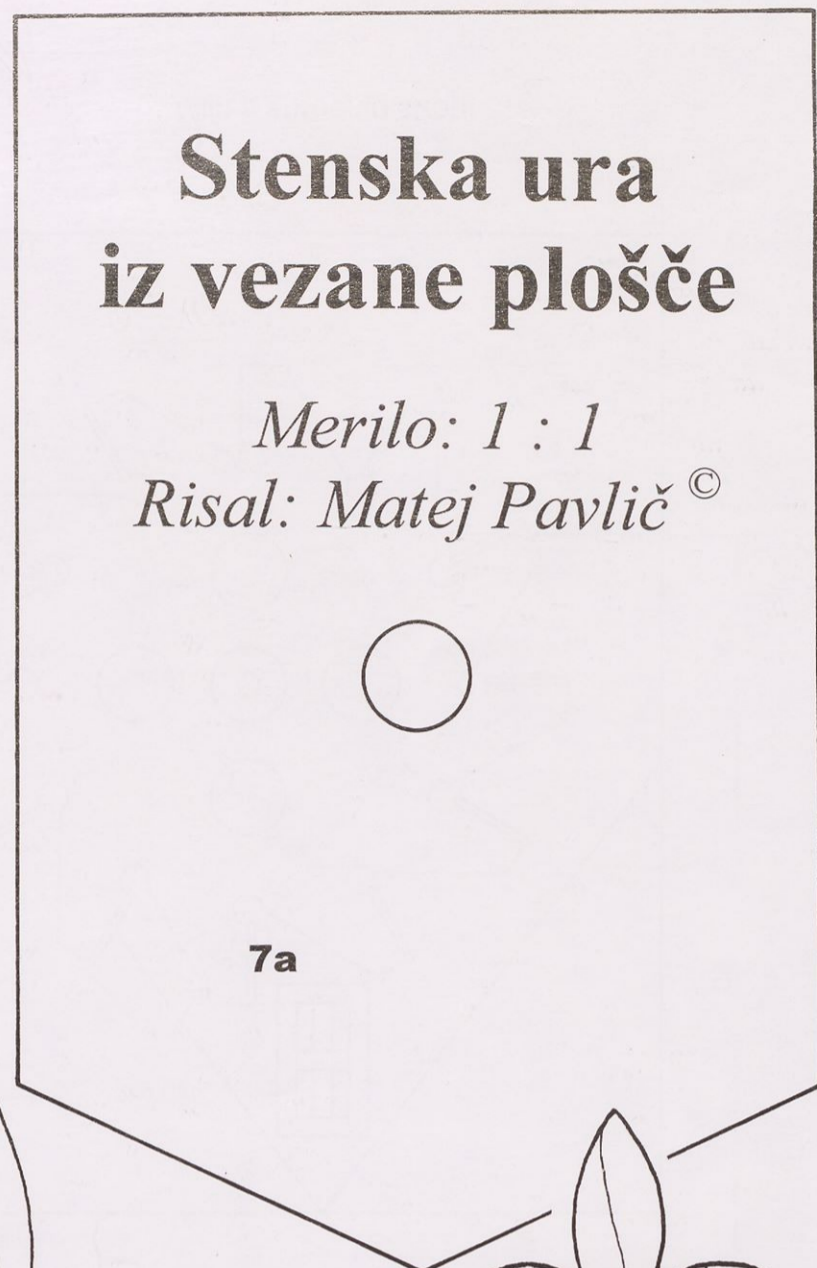 Stenska ura
iz vezane plošče
Merilo: 1 : 1
Risal: Matej Pavlič ©
7a